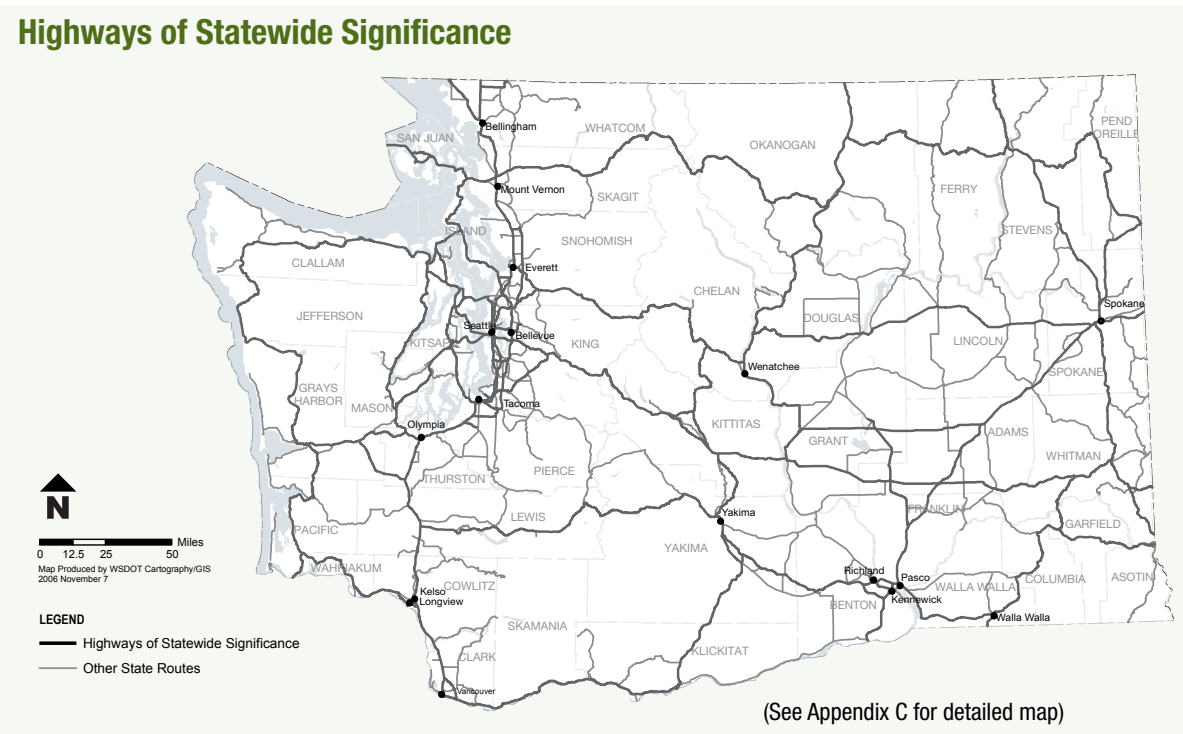 Highways of Statewide Significance
Bellingham
SAN JUAN
WHATCOM
PEND
OREILLE
OKANOGAN
Mount Vernon
SKAGIT
FERRY
ISLAND
STEVENS
SNOHOMISH
CLALLAM
Everett
CHELAN
Spokane
JEFFERSON
DOUGLAS
Seattle
Bellevue
KITSAP
KING
LINCOLN
Wenatchee
SPOKANE
GRAYS
HARBOR
MASON
Tacoma
Olympia
KITTITAS
GRANT
ADAMS
WHITMAN
THURSTON
PIERCE
N
Yakima
LEWIS
FRANKLIN
GARFIELD
PACIFIC
Miles
0 12.5 25 50
Map Produced by WSDOT Cartography/GIS
2006 November 7
YAKIMA
WAHKIAKUM
Richland
Pasco
COWLITZ
WALLA WALLA
COLUMBIA
ASOTIN
Kelso
Longview
Kennewick
BENTON
Walla Walla
LEGEND
Highways of Statewide Significance
Other State Routes
SKAMANIA
CLARK
KLICKITAT
Vancouver
(See Appendix C for detailed map)